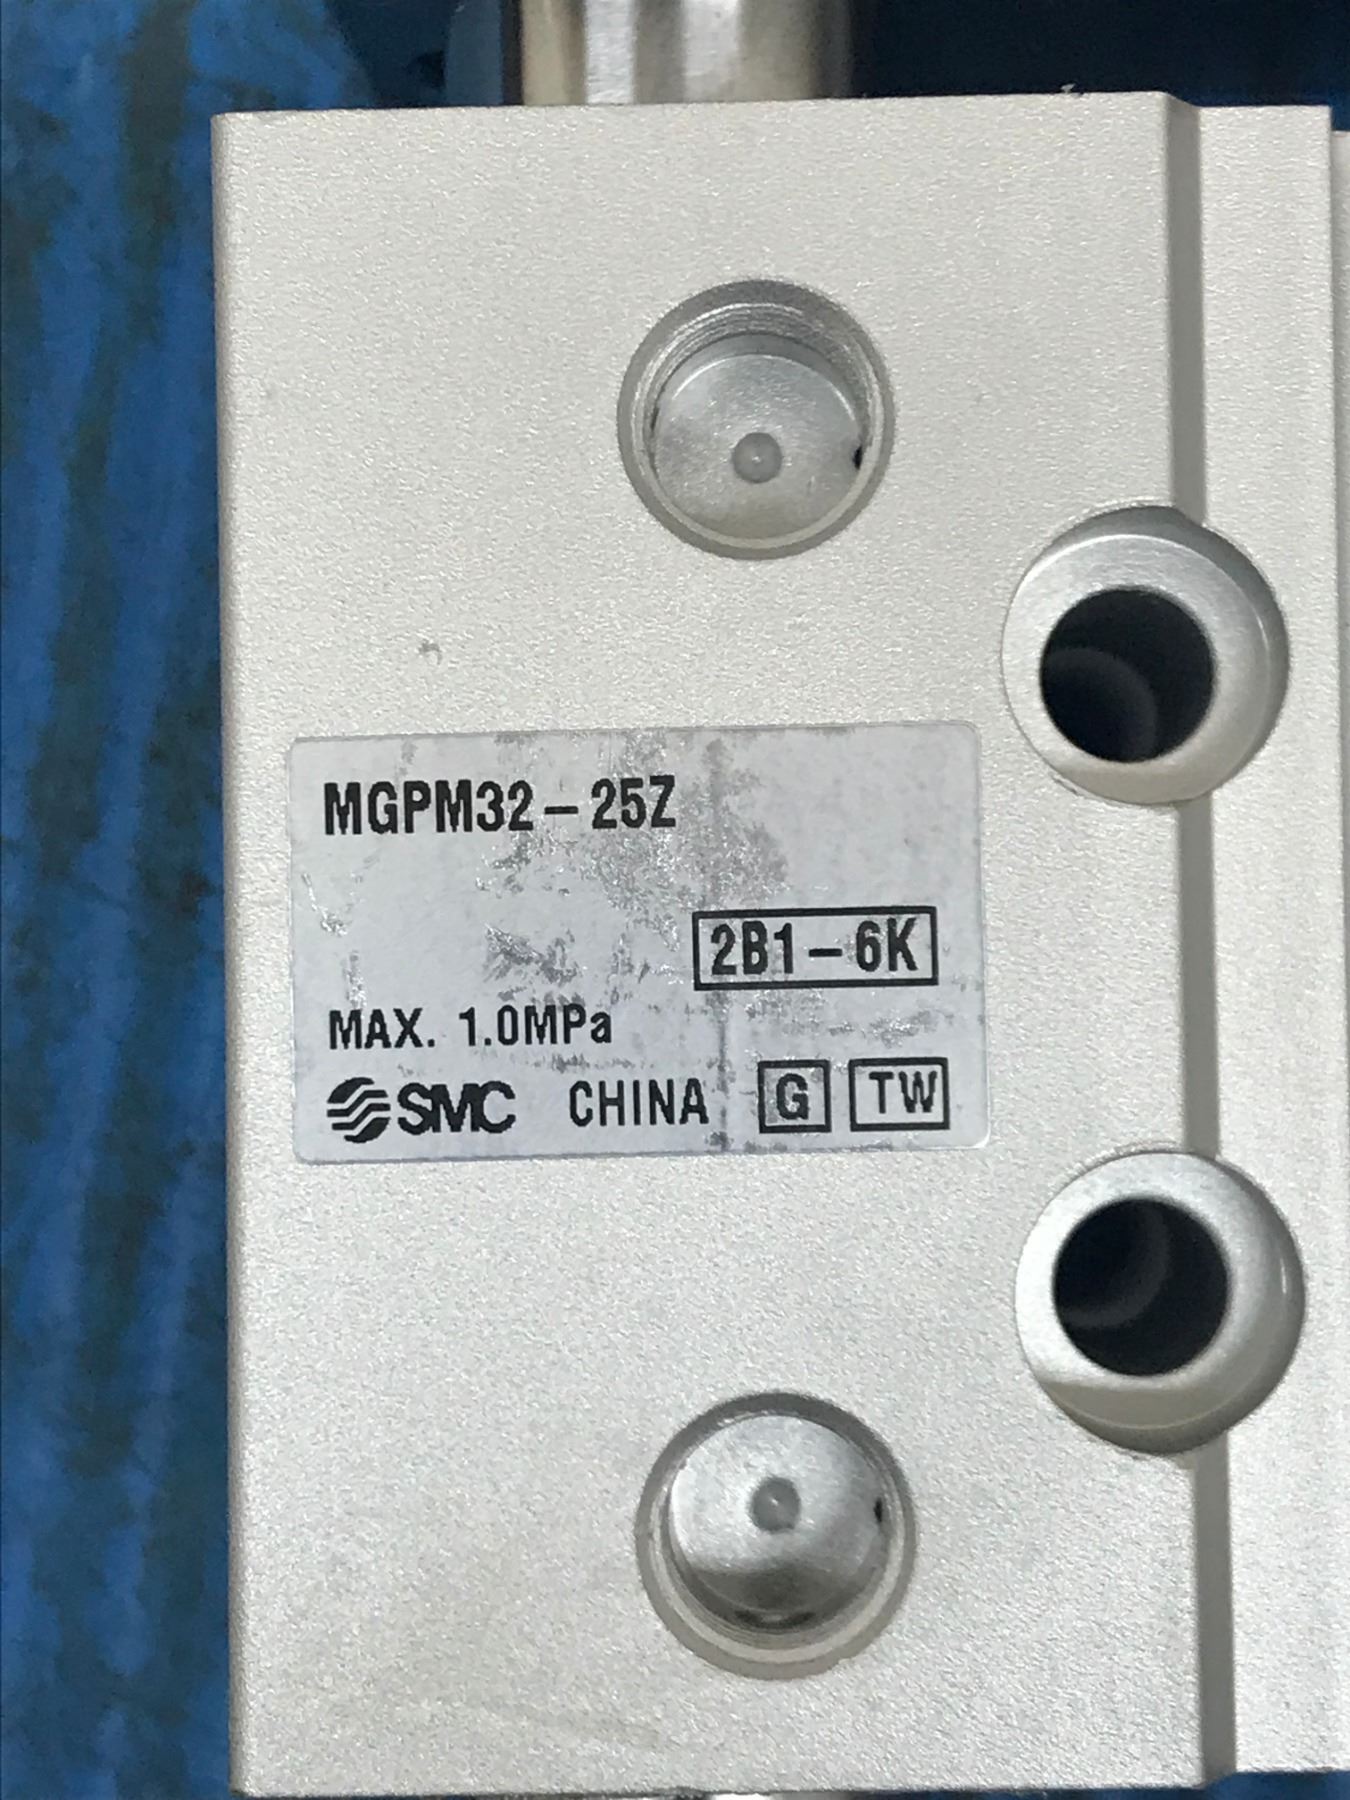 MGPM32-25Z
2B1-6K
MAX. 1.0MPa
SMC CHINA G TW